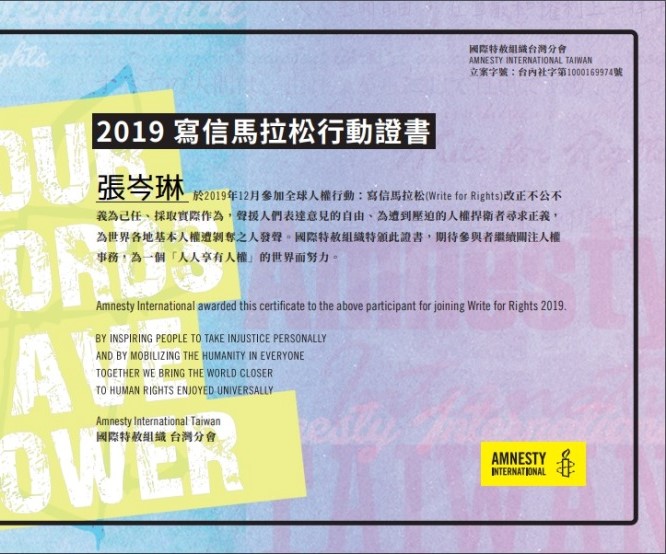 國際特赦組織台灣分會
AMNESTY INTERNATIONAL TAIWAN
立案字號：台內社字第1000169974號
2019 寫信馬拉松行動證書
張岑琳 於2019年12月參加全球人權行動：寫信馬拉松(Write for Rights)改正不公不
義為己任、採取實際作為，聲援人們表達意見的自由、為遭到壓迫的人權捍衛者尋求正義，
為世界各地基本人權遭剝奪之人發聲。國際特赦組織特頒此證書，期待參與者繼續關注人權
事務，為一個「人人享有人權」的世界而努力。
Amnesty International awarded this certificate to the above participant for joining Write for Rights 2019.
BY INSPIRING PEOPLE TO TAKE INJUSTICE PERSONALLY
AND BY MOBILIZING THE HUMANITY IN EVERYONE
TOGETHER WE BRING THE WORLD CLOSER
TO HUMAN RIGHTS ENJOYED UNIVERSALLY
Amnesty International Taiwan
國際特赦組織 台灣分會
OUR
ORDS
AVE
OWER
AMNESTY
INTERNATIONAL
Amnesty
TAIWAN